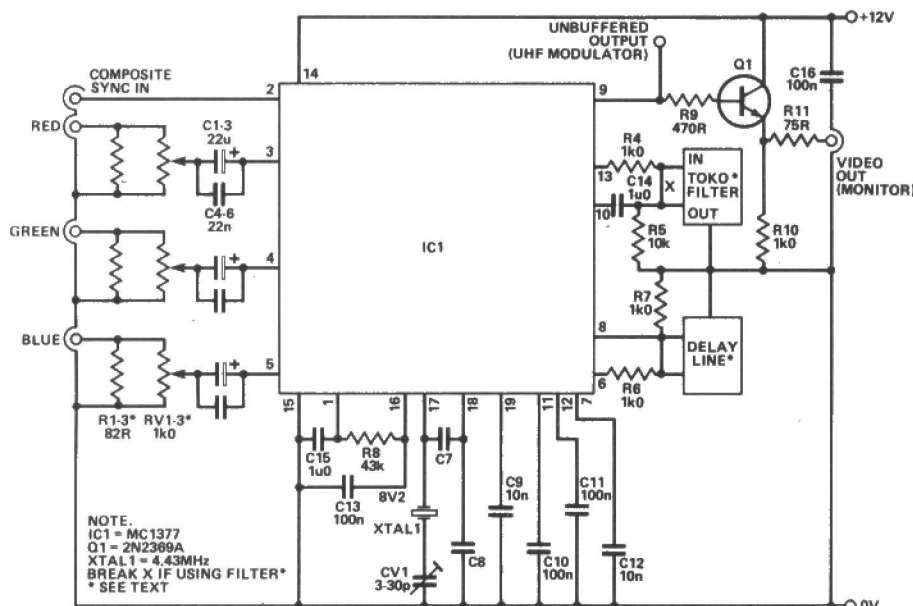 +12V
UNBUFFERED
OUTPUT
(UHF MODULATOR)
Q1
C16
100n
14
COMPOSITE
SYNC IN
2
9
R9
470R
R11
75R
RED
C1-3
22u
+
3
C4-6
22n
R4
1k0
13
C14
1u0
X
IN
TOKO*
FILTER
OUT
VIDEO
OUT
(MONITOR)
10
GREEN
+
4
IC1
R5
10k
R10
1k0
R7
1k0
BLUE
+
5
8
DELAY
LINE*
6
R6
1k0
R1-3*
82R
RV1-3*
1k0
15
1
16
17
18
19
11
12
7
C15
1u0
R8
43k
C7
C13
100n
8V2
C9
10n
C11
100n
XTAL1
NOTE.
IC1 = MC1377
Q1 = 2N2369A
XTAL1 = 4.43MHz
BREAK X IF USING FILTER*
* SEE TEXT
CV1
3-30p
C8
C10
100n
C12
10n
0V